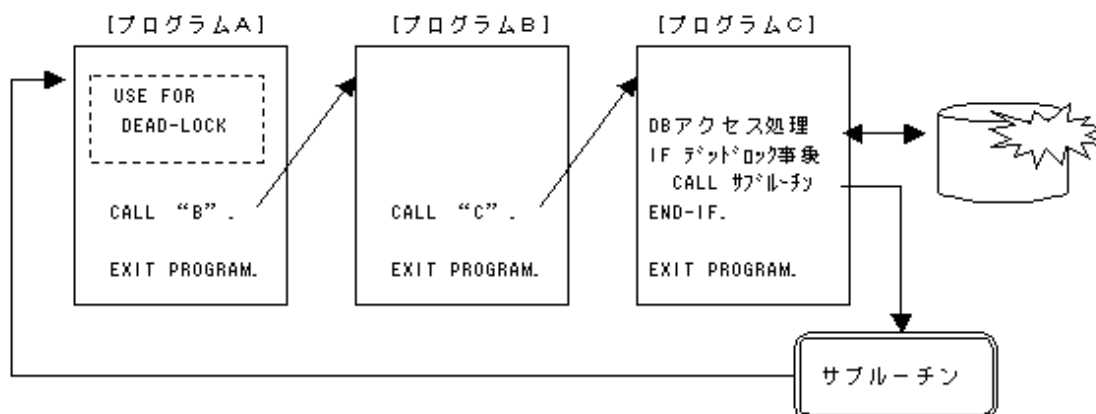 [プログラムA]
USE FOR
DEAD-LOCK
CALL “B”.
EXIT PROGRAM.
[プログラムB]
CALL “C”.
EXIT PROGRAM.
[プログラムC]
DBアクセス処理
IF デッドロック事象
CALL サブルーチン
END-IF.
EXIT PROGRAM.
サブルーチン